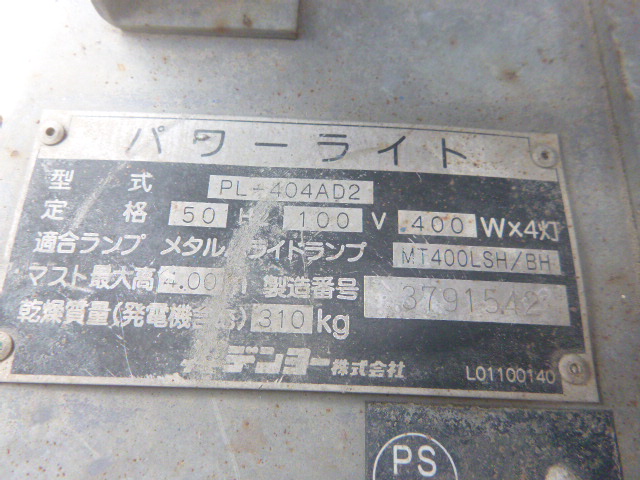 パワーライト
型式 PL-404AD2
定格 50 H 100 V 400 W×4灯
適合ランプ メタル ライドランプ MT400LSH/BH
マスト最大高 4.00 製造番号 3791542
乾燥質量(発電機含む) 310 kg
デンヨー株式会社 L01100140
PS